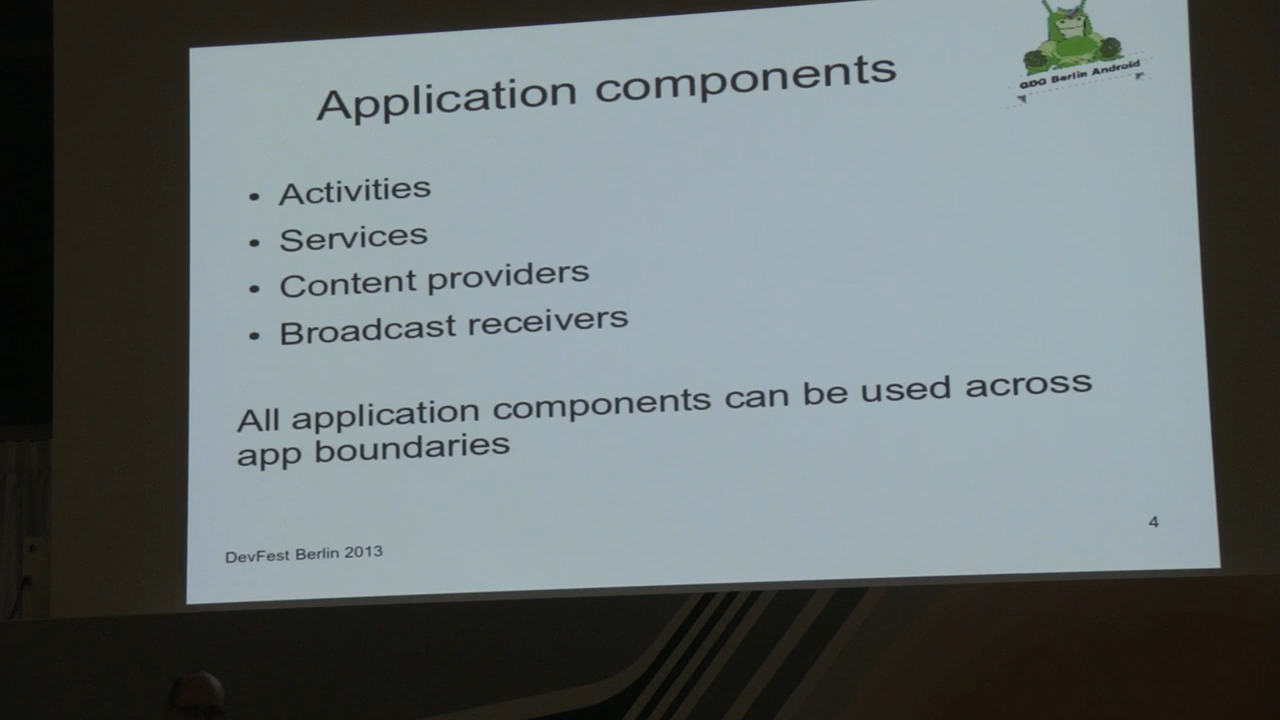 Application components
GDG Berlin Android
• Activities
• Services
• Content providers
• Broadcast receivers
All application components can be used across
app boundaries
4
DevFest Berlin 2013